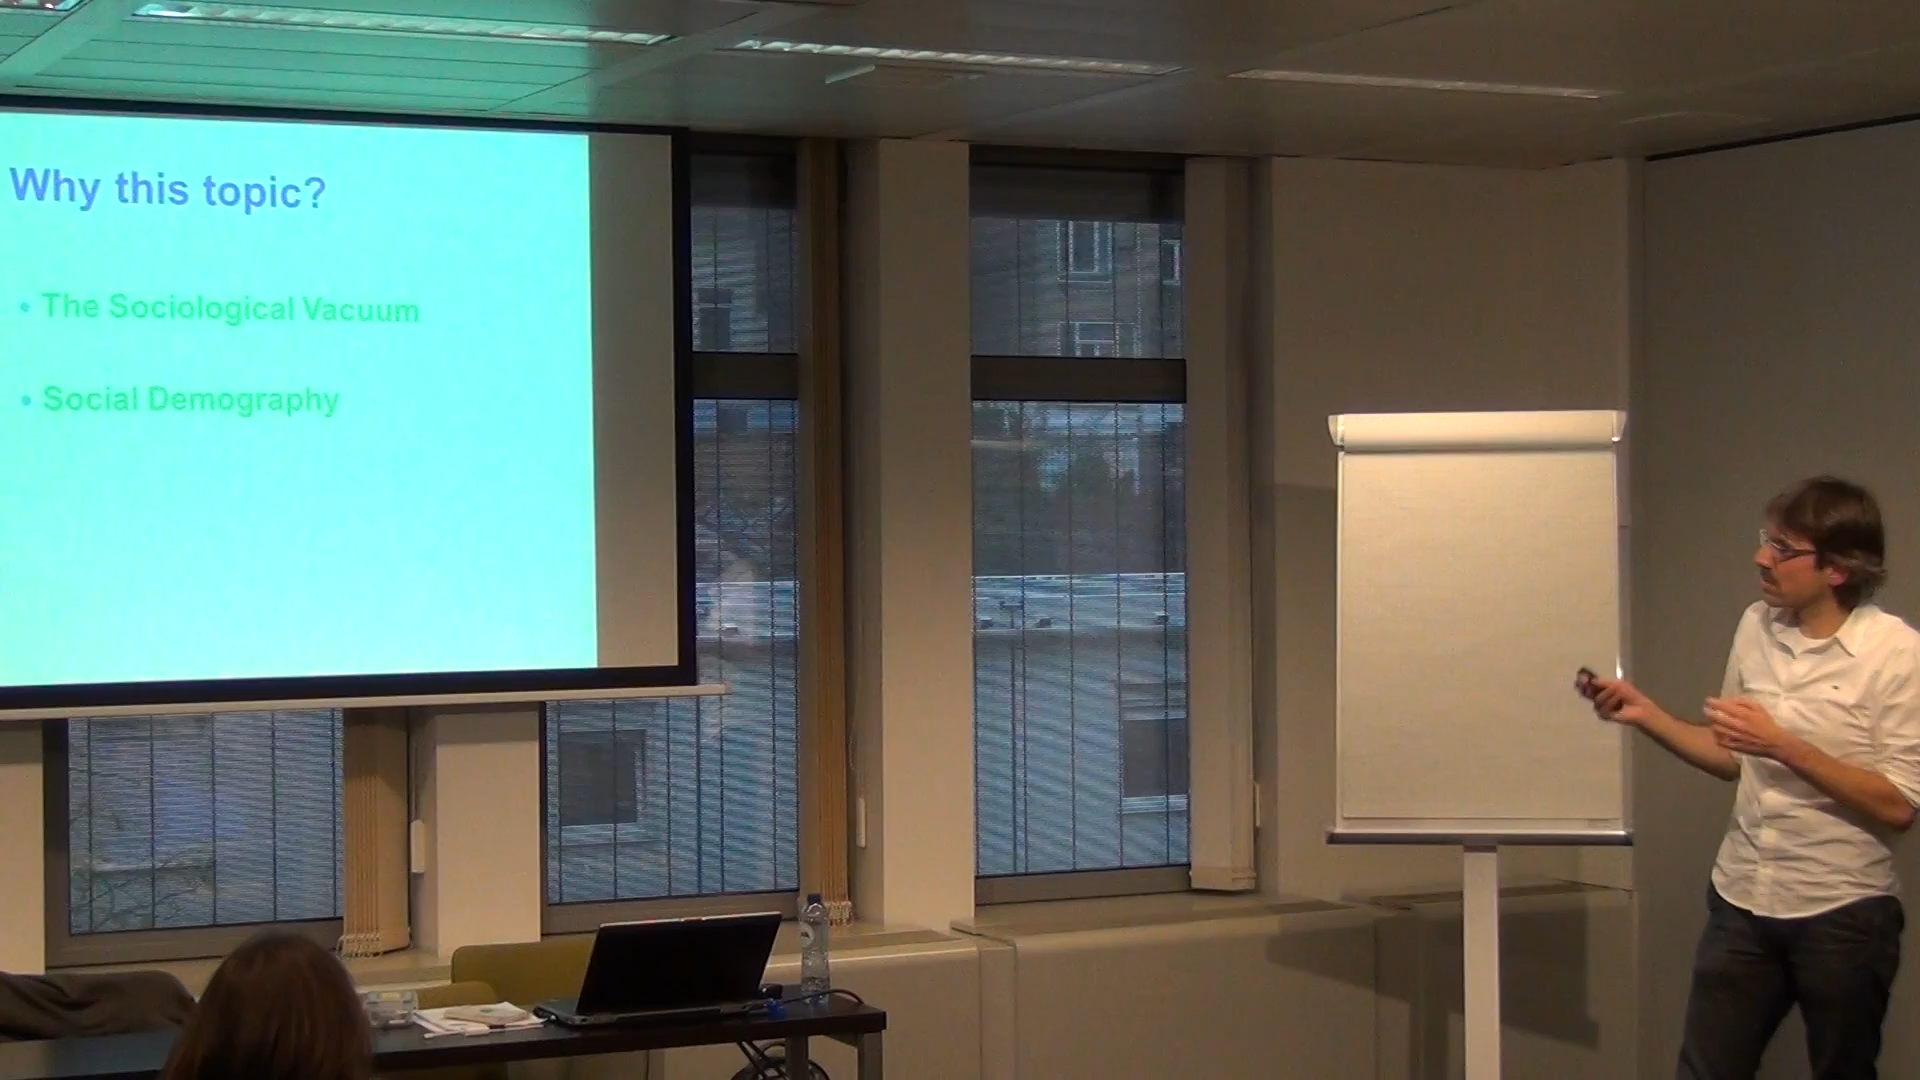 Why this topic?
• The Sociological Vacuum
• Social Demography